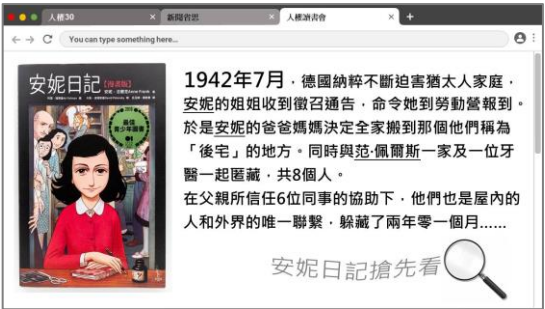 人權30
新聞省思
人權讀書會
You can type something here...
安妮日記【漫畫版】
1942年7月，德國納粹不斷迫害猶太人家庭，
安妮的姐姐收到徵召通告，命令她到勞動營報到。
於是安妮的爸爸媽媽決定全家搬到那個他們稱為
「後宅」的地方。同時與范·佩爾斯一家及一位牙
醫一起匿藏，共8個人。
在父親所信任6位同事的協助下，他們也是屋內的
人和外界的唯一聯繫，躲藏了兩年零一個月......
安妮日記搶先看